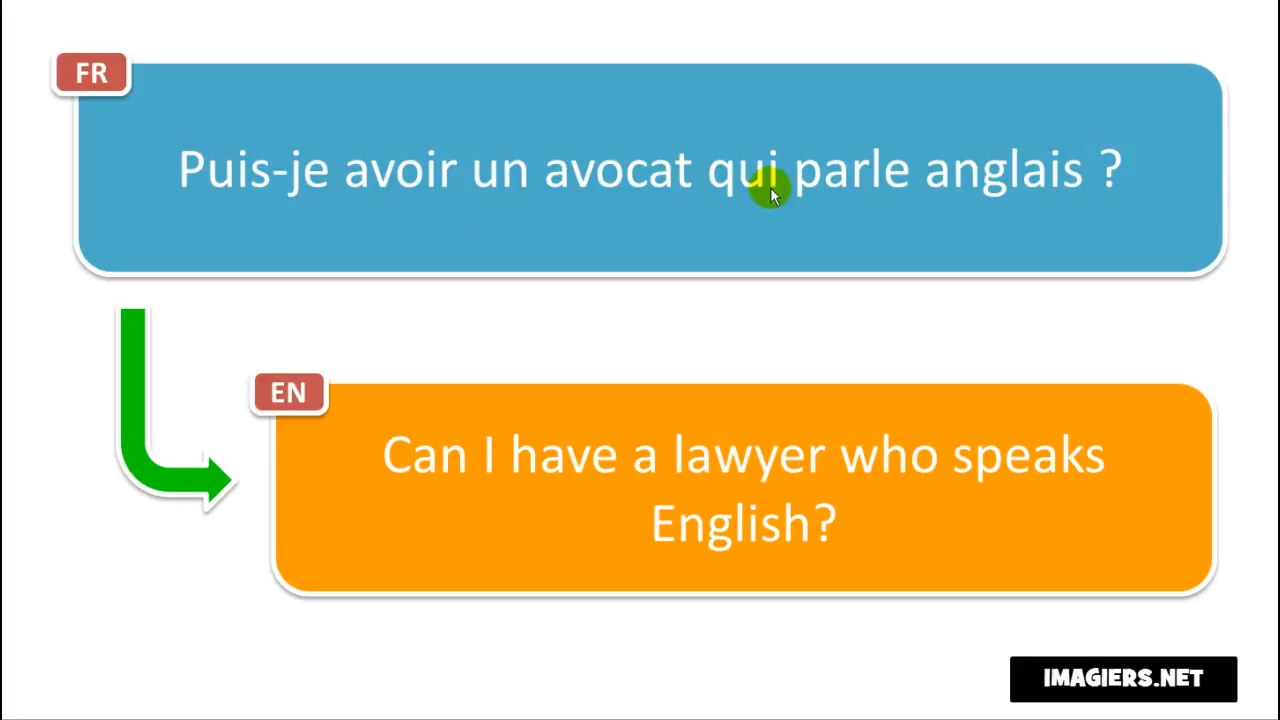 FR
Puis-je avoir un avocat qui parle anglais ?
EN
Can I have a lawyer who speaks
English?
IMAGIERS.NET